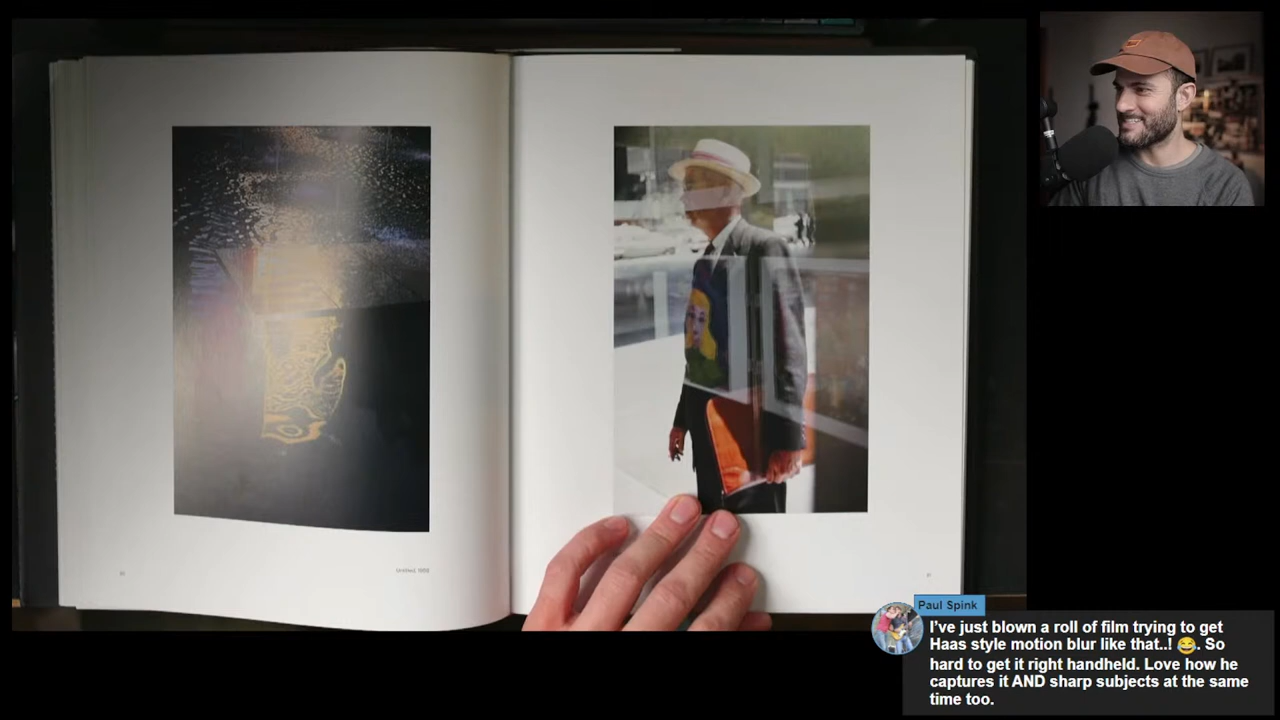 Untitled, 1956
Paul Spink
I've just blown a roll of film trying to get
Haas style motion blur like that..! 😂. So
hard to get it right handheld. Love how he
captures it AND sharp subjects at the same
time too.